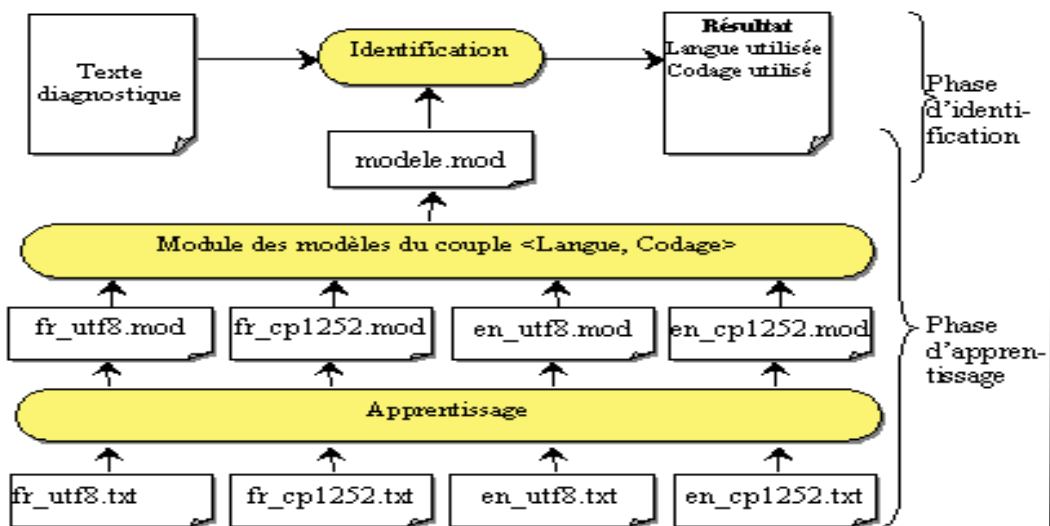 Texte
diagnostique
Identification
Résultat
Langue utilisée
Codage utilisé
Phase
d'identi-
fication
modele.mod
Module des modèles du couple <Langue, Codage>
fr_utf8.mod
fr_cp1252.mod
en_utf8.mod
en_cp1252.mod
Phase
d'appren-
tissage
Apprentissage
fr_utf8.txt
fr_cp1252.txt
en_utf8.txt
en_cp1252.txt